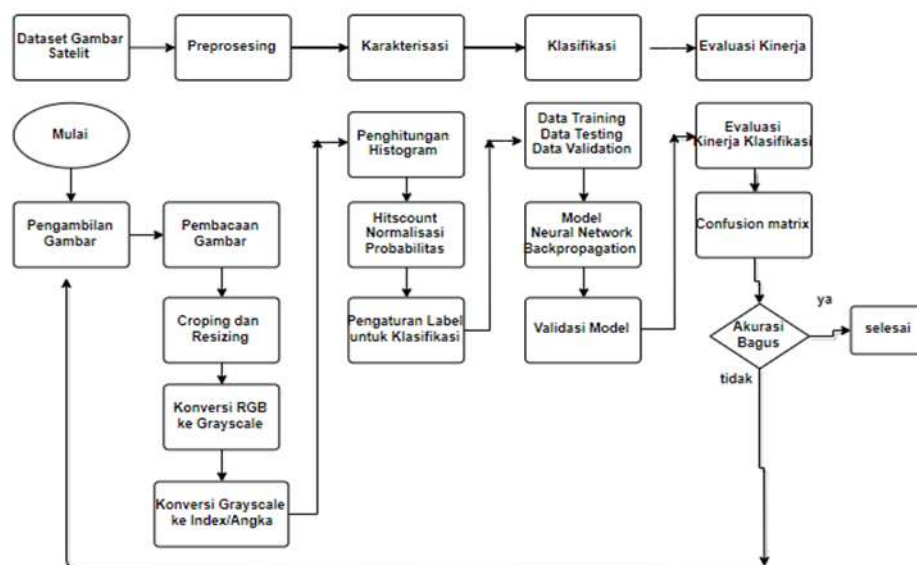 Dataset Gambar
Satelit
Preprosesing
Karakterisasi
Klasifikasi
Evaluasi Kinerja
Mulai
Pengambilan
Gambar
Pembacaan
Gambar
Croping dan
Resizing
Konversi RGB
ke Grayscale
Konversi Grayscale
ke Index/Angka
Penghitungan
Histogram
Hitscount
Normalisasi
Probabilitas
Pengaturan Label
untuk Klasifikasi
Data Training
Data Testing
Data Validation
Model
Neural Network
Backpropagation
Validasi Model
Evaluasi
Kinerja Klasifikasi
Confusion matrix
Akurasi
Bagus
ya
selesai
tidak